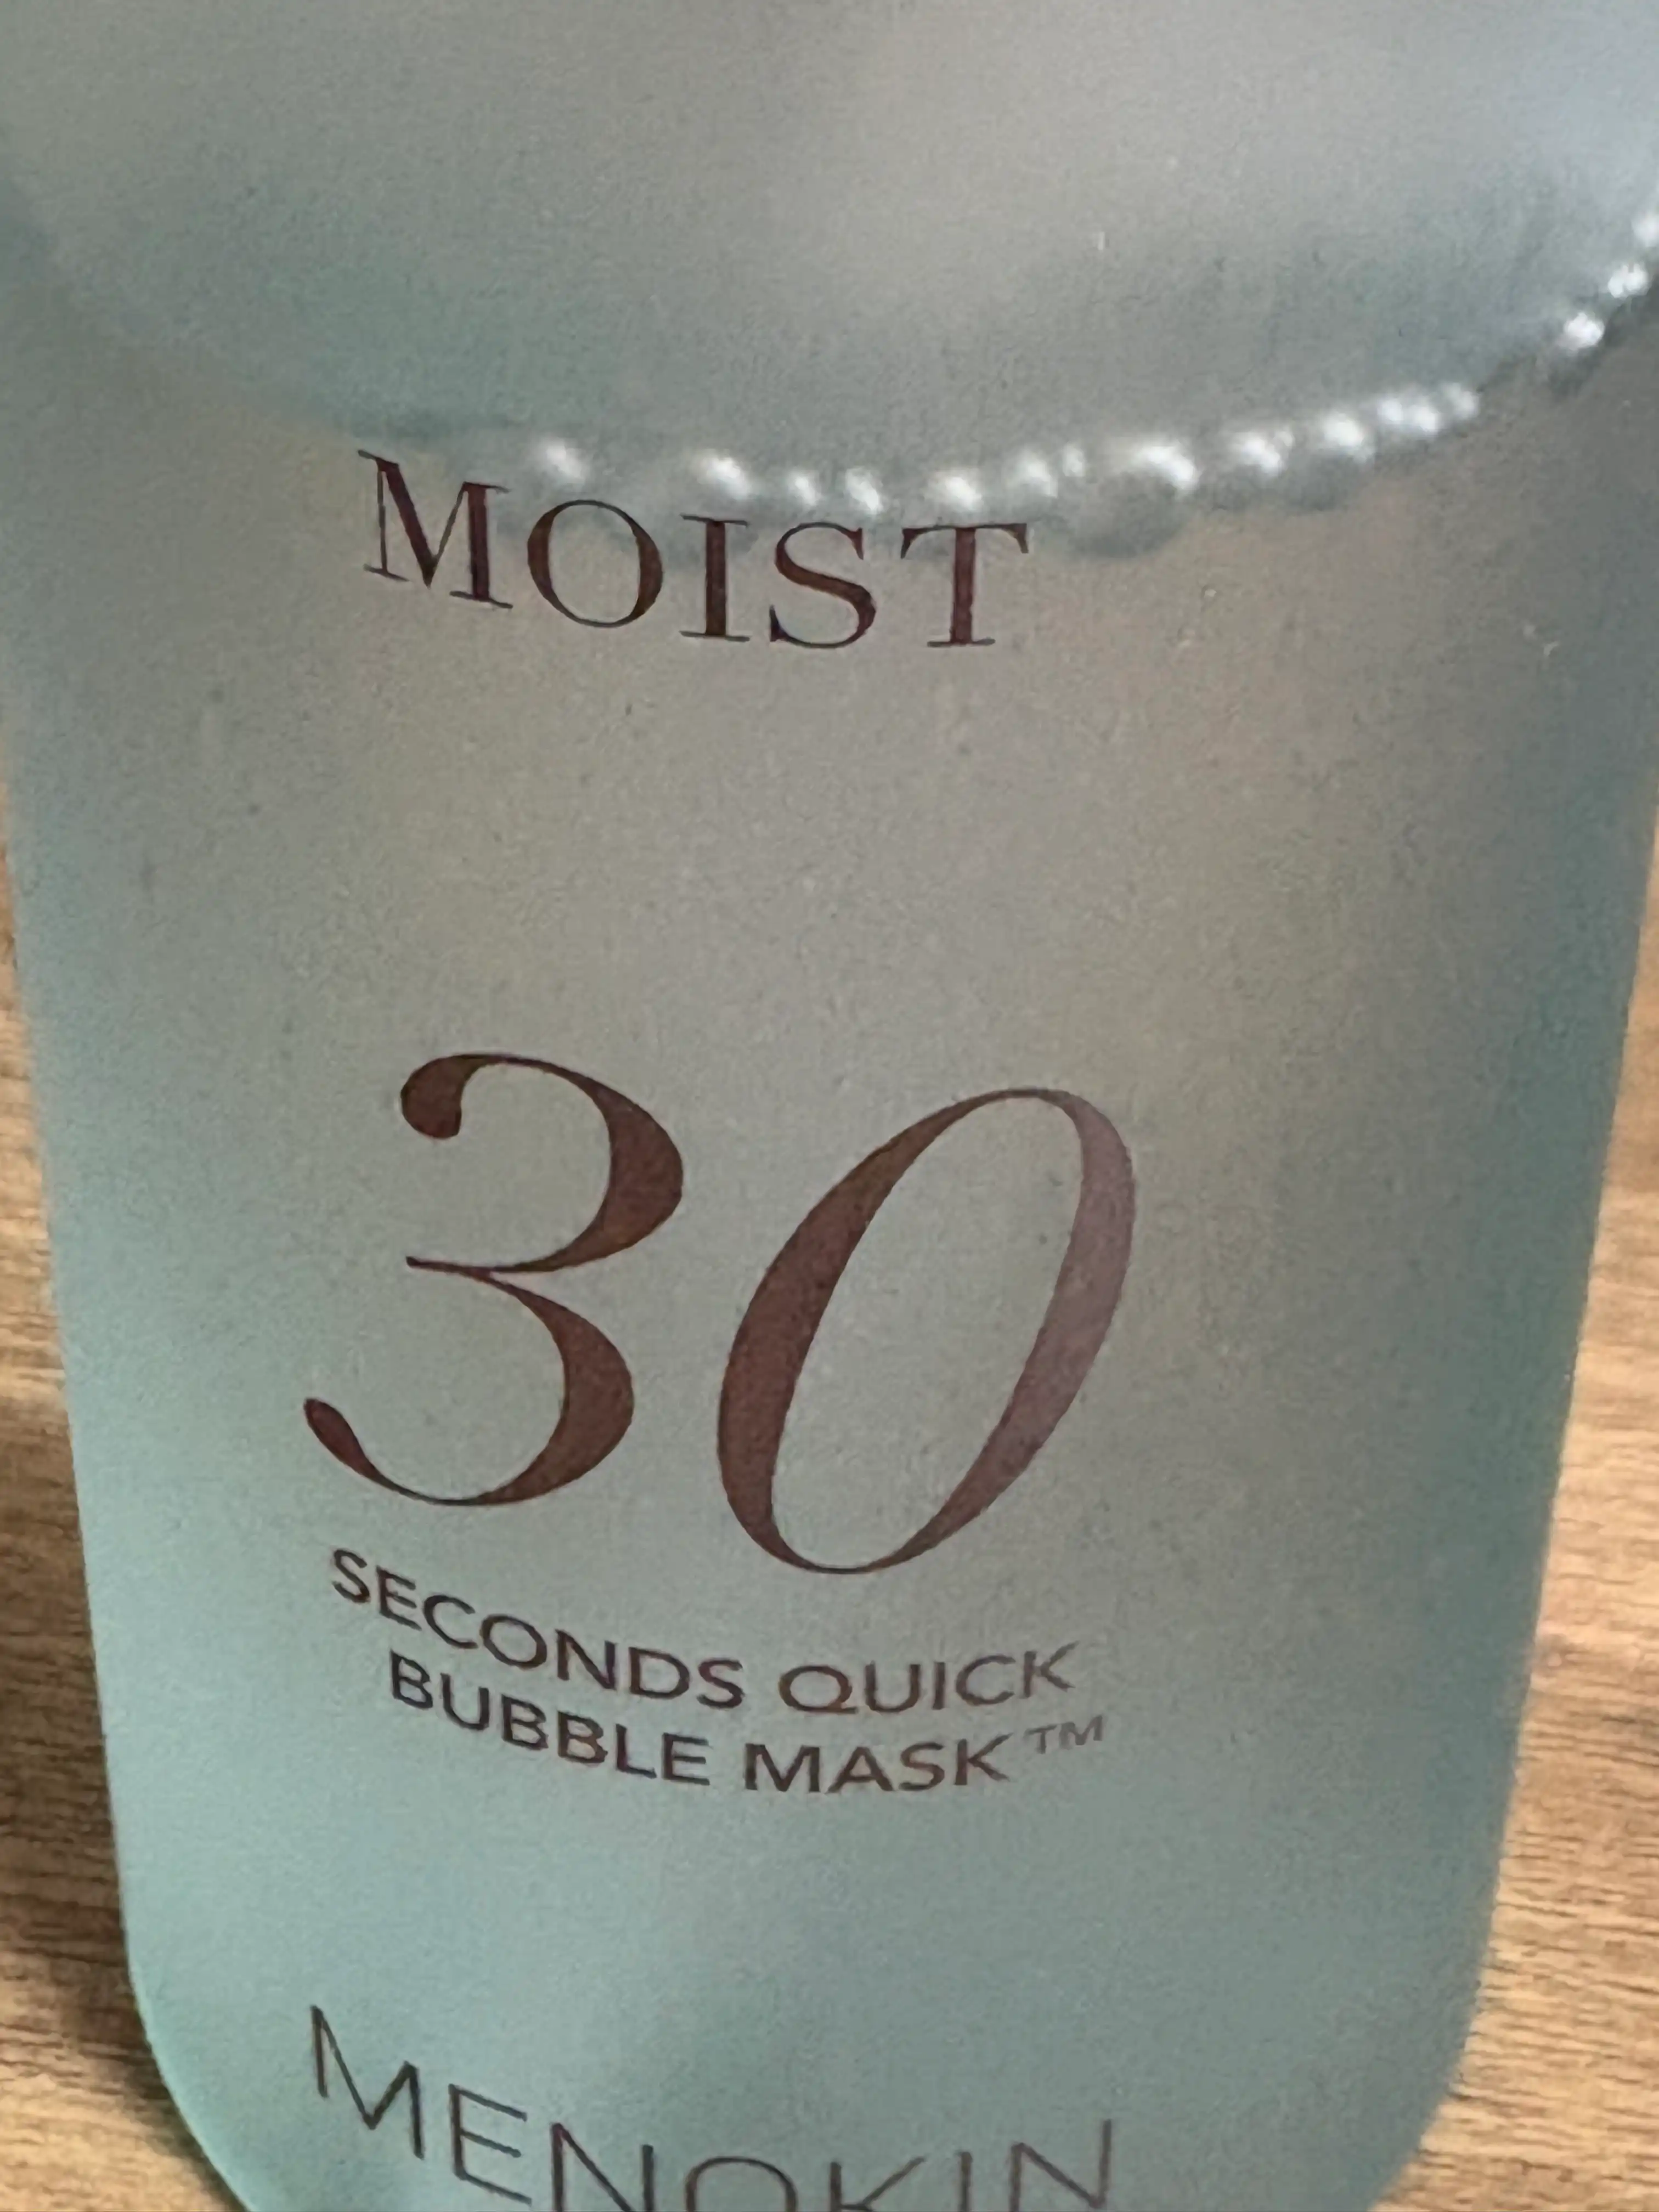 MOIST
30
SECONDS QUICK
BUBBLE MASK™
MENOKIN